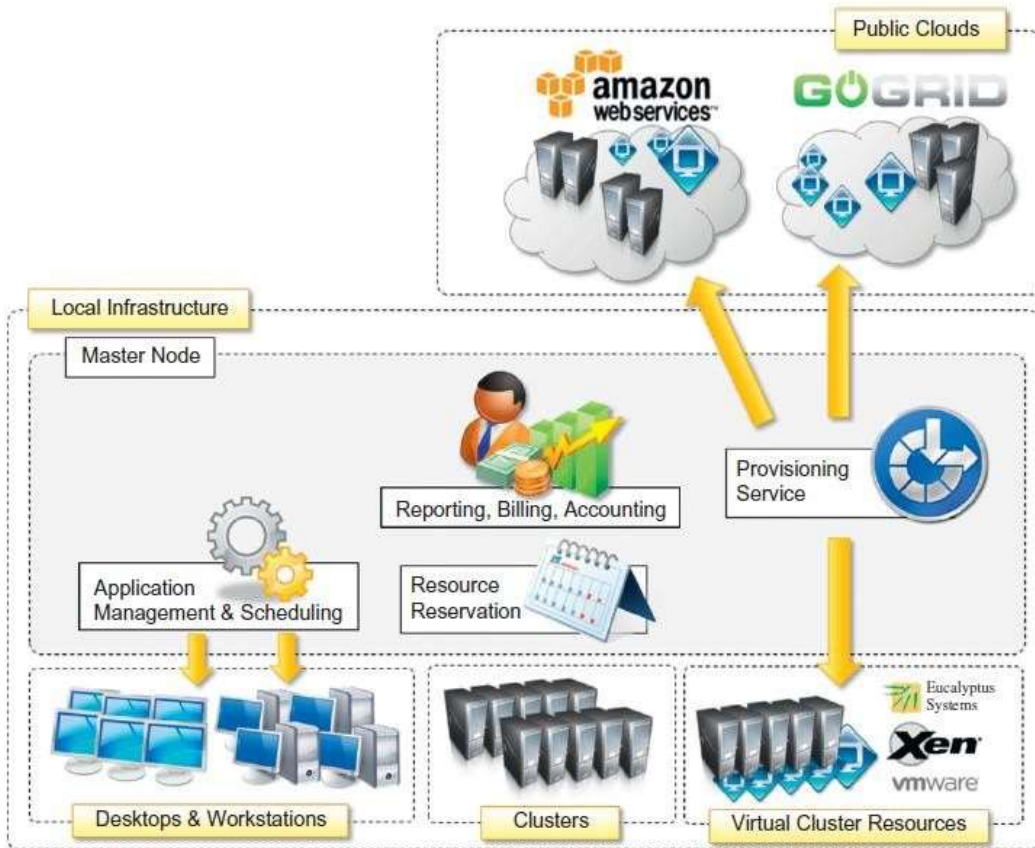 Public Clouds
amazon
webservices™
GOGRID
Local Infrastructure
Master Node
Reporting, Billing, Accounting
Provisioning
Service
Application
Management & Scheduling
Resource
Reservation
Eucalyptus
Systems
Xen®
vmware
Desktops & Workstations
Clusters
Virtual Cluster Resources